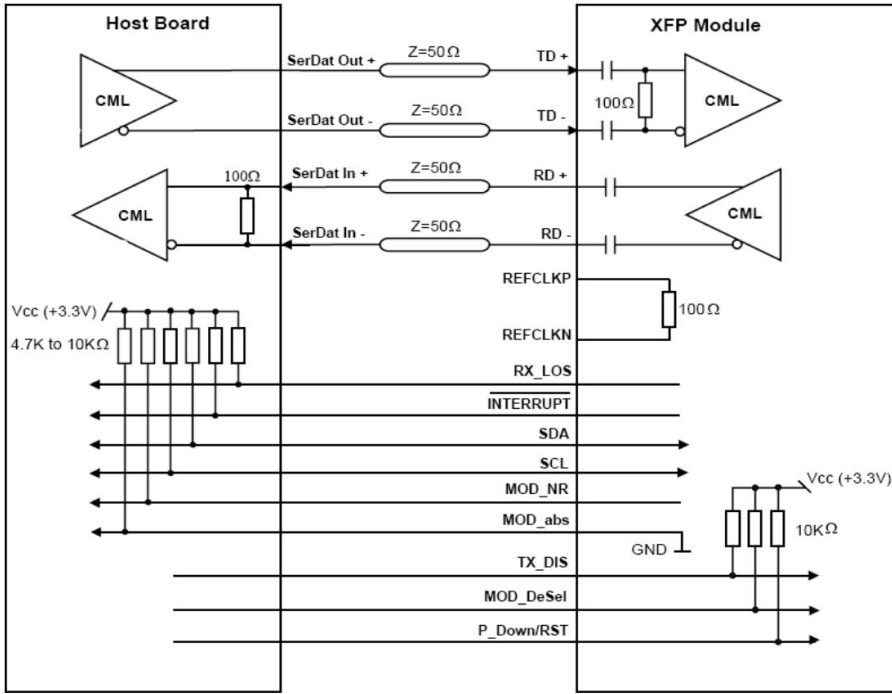 Host Board
XFP Module
SerDat Out +
Z=50Ω
TD +
CML
100Ω
CML
SerDat Out -
Z=50Ω
TD -
100Ω
SerDat In +
Z=50Ω
RD +
CML
CML
SerDat In -
Z=50Ω
RD -
REFCLKP
100Ω
REFCLKN
Vcc (+3.3V)
4.7K to 10KΩ
RX_LOS
INTERRUPT
SDA
SCL
Vcc (+3.3V)
MOD_NR
MOD_abs
10KΩ
GND
TX_DIS
MOD_DeSel
P_Down/RST